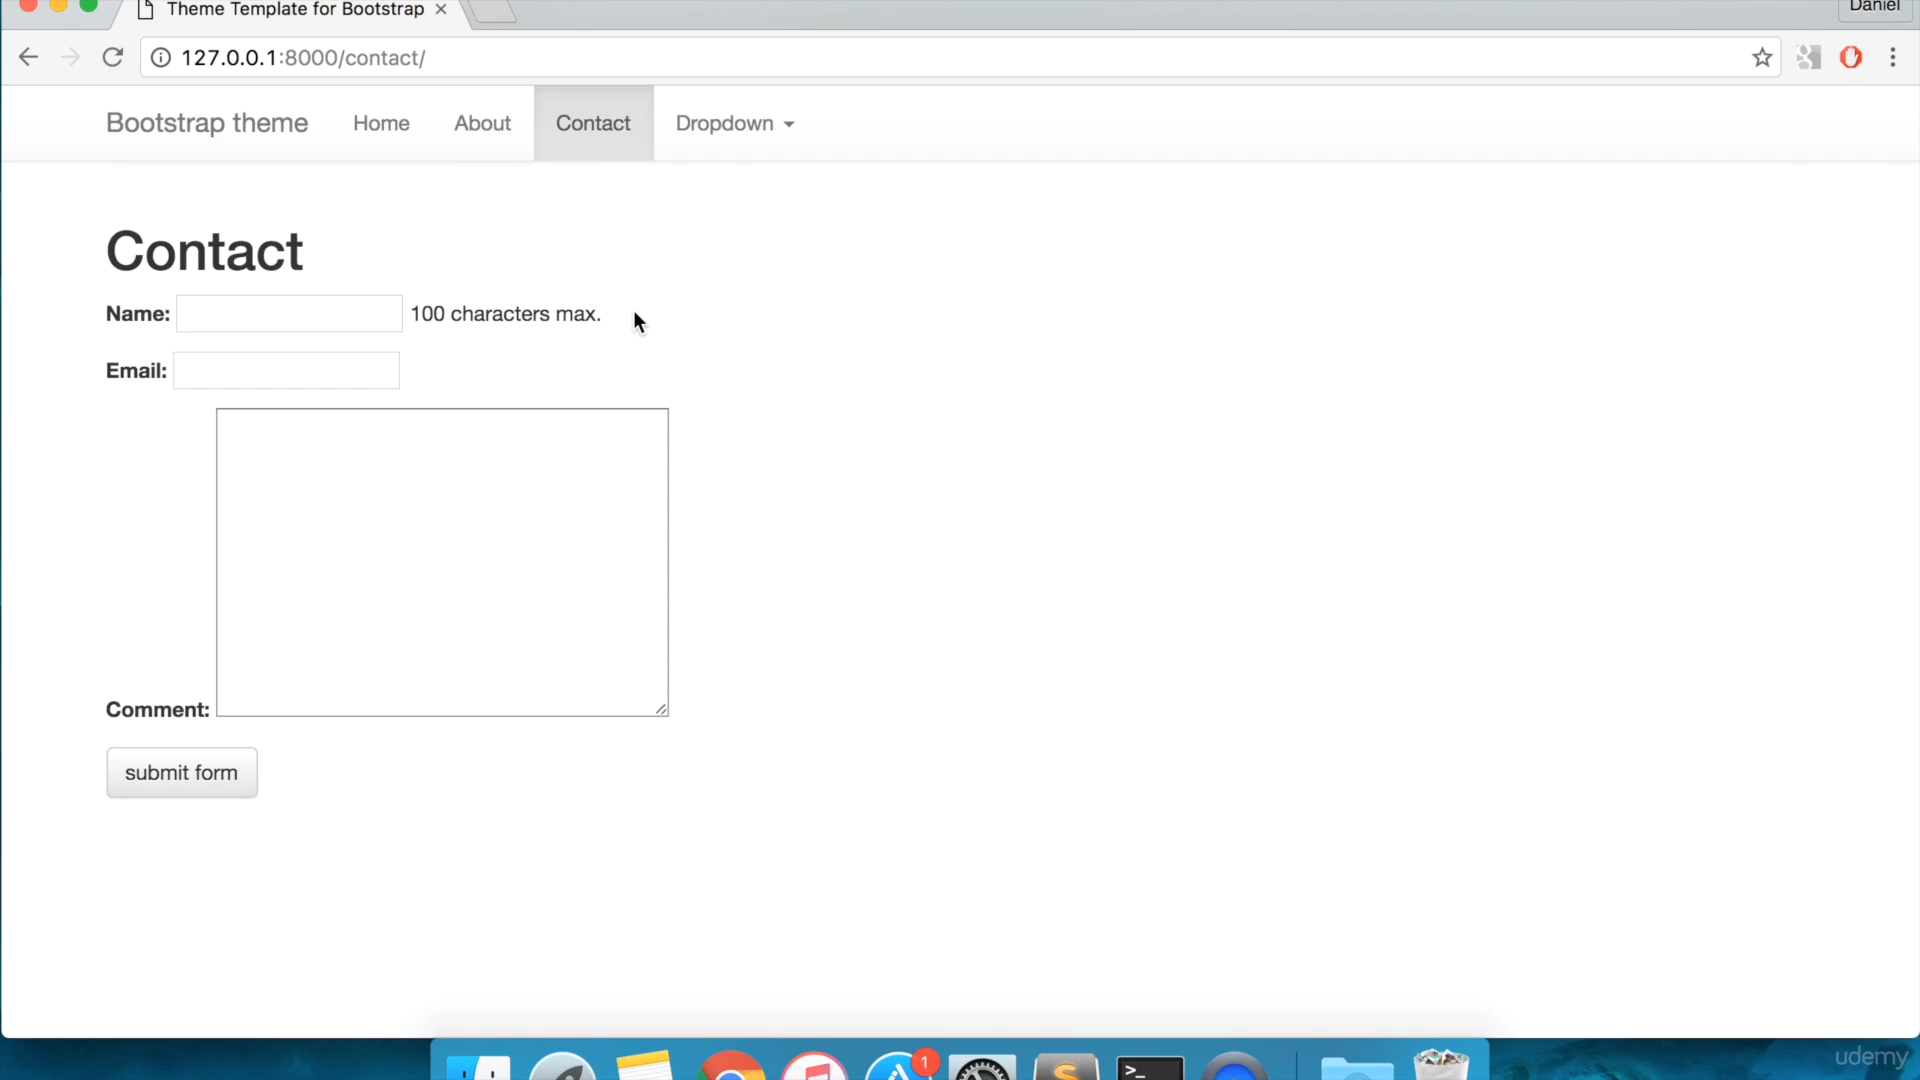 Theme Template for Bootstrap
Daniel
127.0.0.1:8000/contact/
Bootstrap theme Home About Contact Dropdown
Contact
Name: 100 characters max.
Email:
Comment:
submit form
1
S
>_
udemy